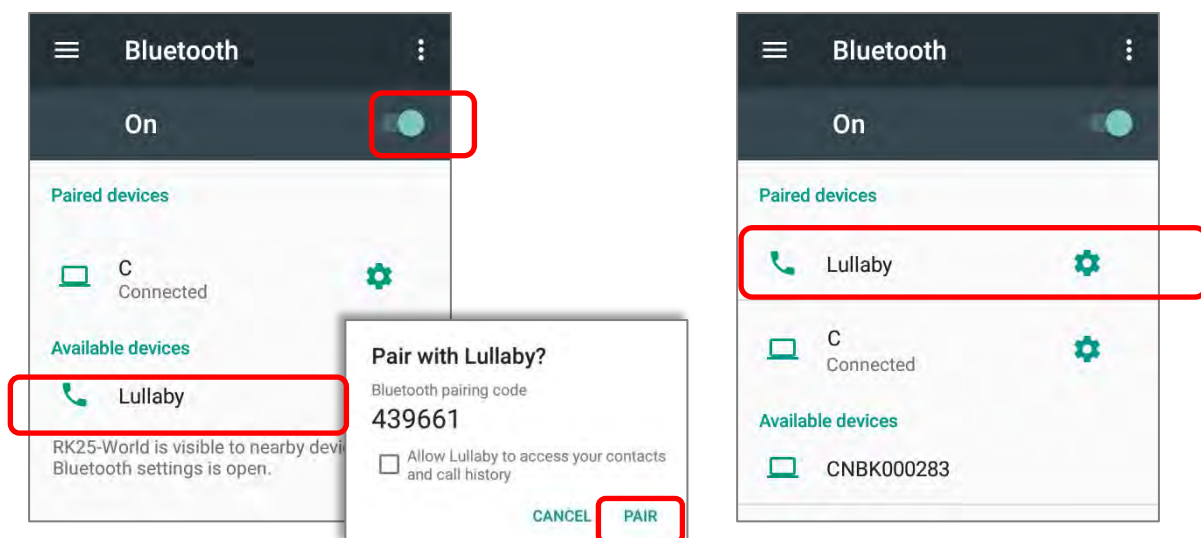 Bluetooth
On
Paired devices
C
Connected
Available devices
Lullaby
RK25-World is visible to nearby
Bluetooth settings is open.
Pair with Lullaby?
Bluetooth pairing code
439661
Allow Lullaby to access your contacts
and call history
CANCEL PAIR
Bluetooth
On
Paired devices
Lullaby
C
Connected
Available devices
CNBK000283